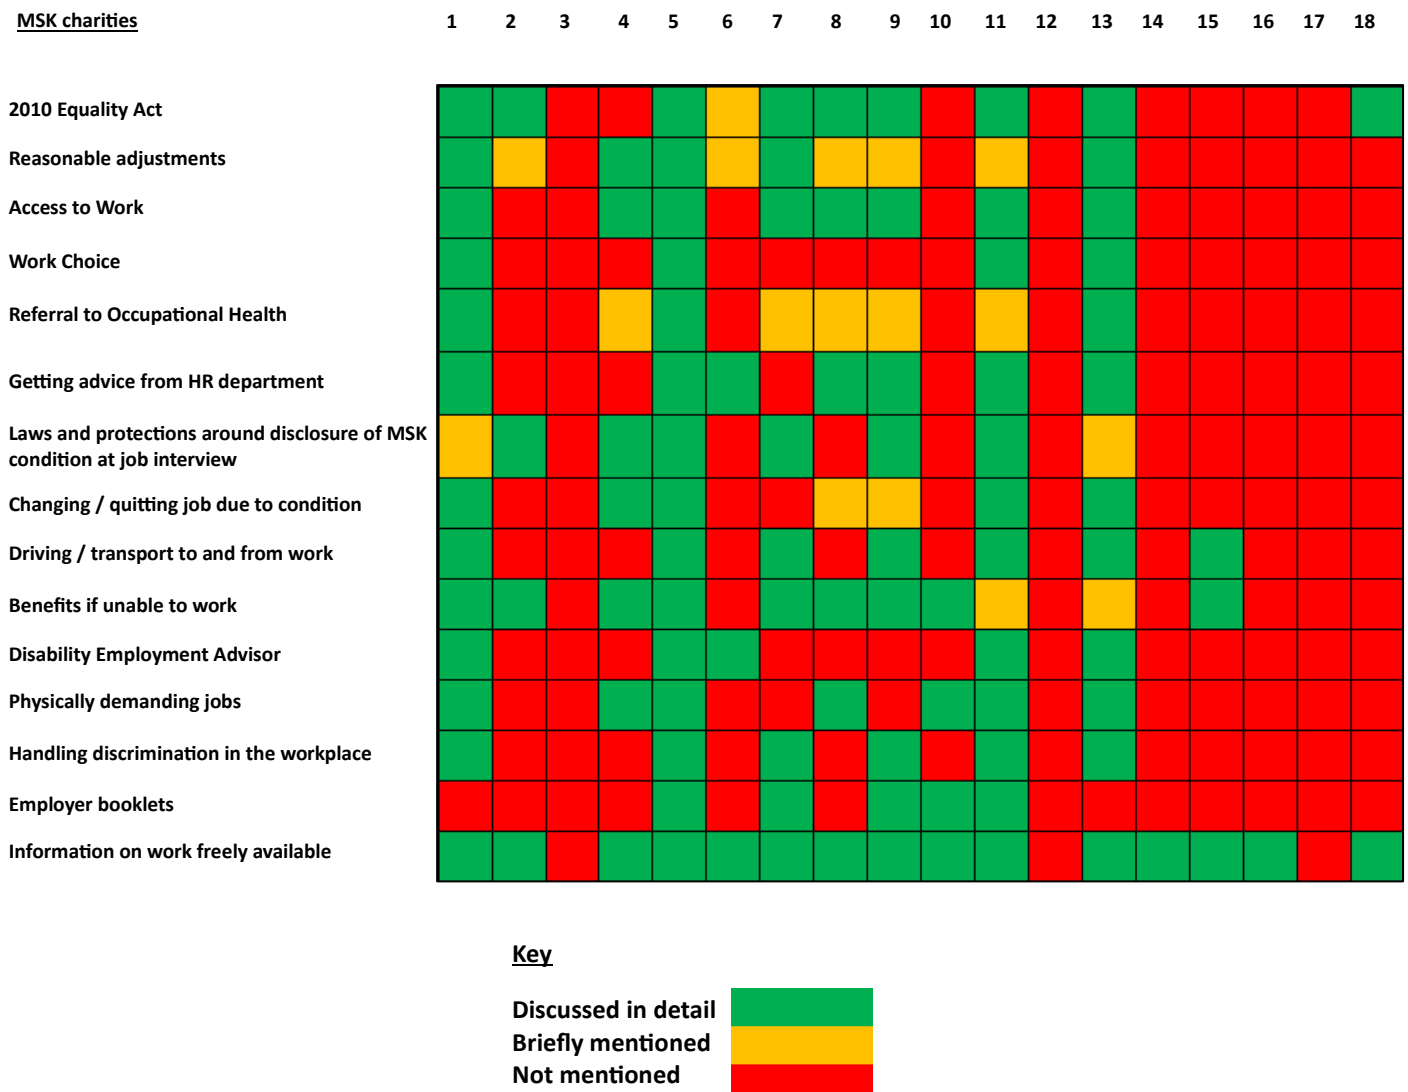 MSK charities 1 2 3 4 5 6 7 8 9 10 11 12 13 14 15 16 17 18
2010 Equality Act
Reasonable adjustments
Access to Work
Work Choice
Referral to Occupational Health
Getting advice from HR department
Laws and protections around disclosure of MSK
condition at job interview
Changing / quitting job due to condition
Driving / transport to and from work
Benefits if unable to work
Disability Employment Advisor
Physically demanding jobs
Handling discrimination in the workplace
Employer booklets
Information on work freely available
Key
Discussed in detail
Briefly mentioned
Not mentioned